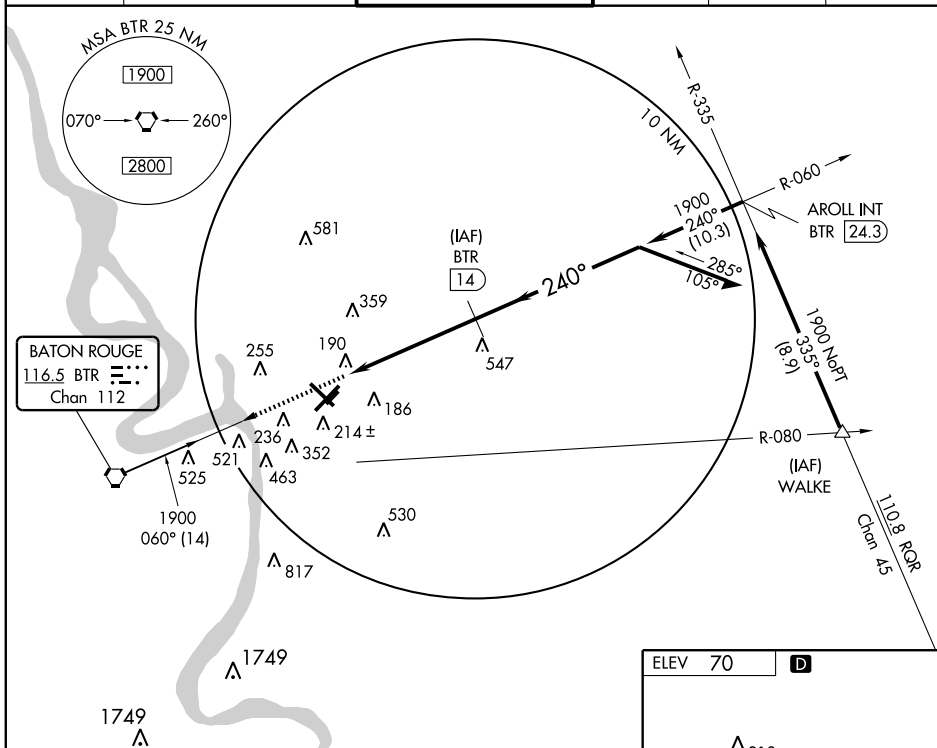 MSA BTR 25 NM
1900
070°
260°
2800
R-335
10 NM
R-060
1900
240°
(10.3)
AROLL INT
BTR 24.3
581
(IAF)
BTR
14
240°
285°
105°
359
1900 NoPT
335°
(8.9)
BATON ROUGE
116.5 BTR
Chan 112
255
190
547
186
236
214±
521
352
525
463
R-080
(IAF)
WALKE
1900
060° (14)
530
110.8 RQR
Chan 45
817
1749
ELEV 70
D
1749